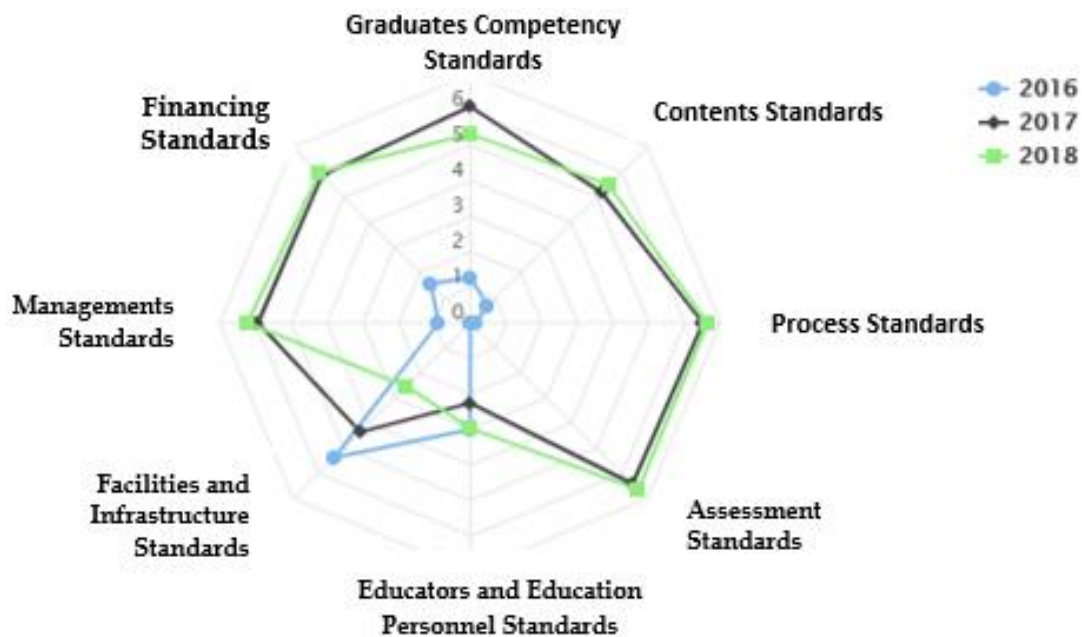 Graduates Competency
Standards
Financing
Standards
Contents Standards
2016
2017
2018
6
5
4
3
2
1
0
Managements
Standards
Process Standards
Facilities and
Infrastructure
Standards
Assessment
Standards
Educators and Education
Personnel Standards